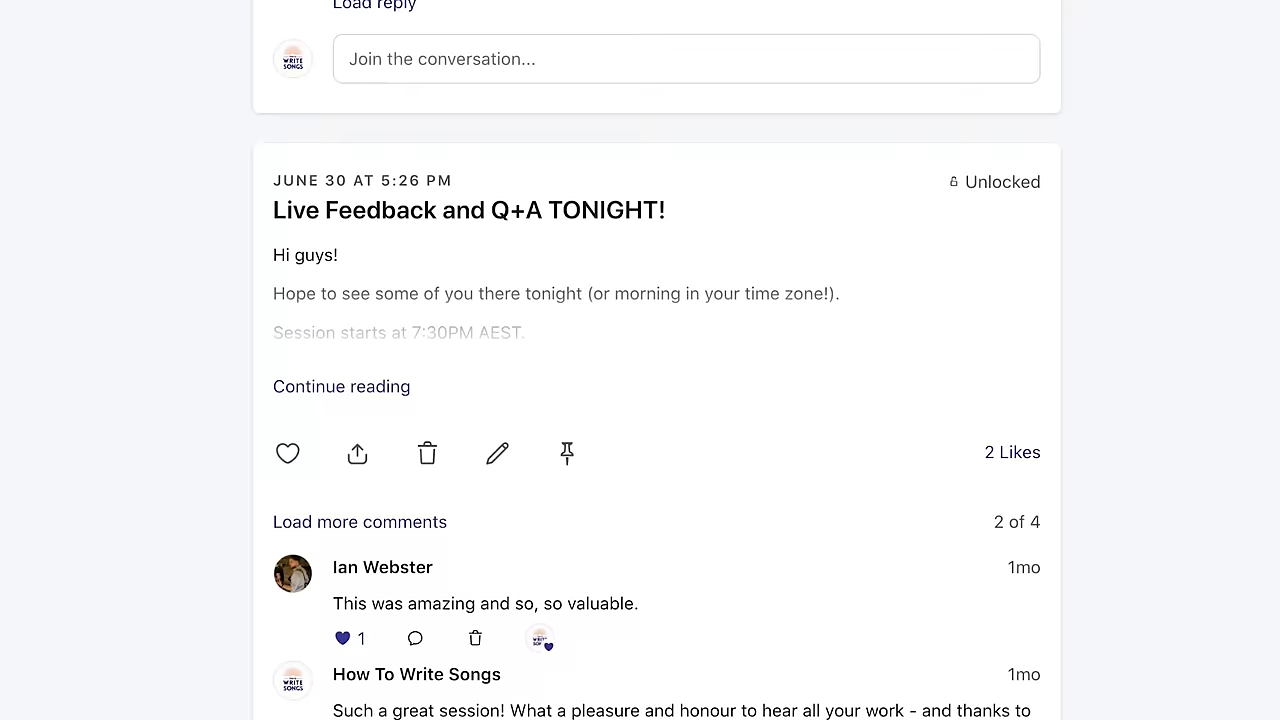 Load reply
WRITE
SONGS
Join the conversation...
JUNE 30 AT 5:26 PM
Unlocked
Live Feedback and Q+A TONIGHT!
Hi guys!
Hope to see some of you there tonight (or morning in your time zone!).
Session starts at 7:30PM AEST.
Continue reading
2 Likes
Load more comments
2 of 4
Ian Webster
1mo
This was amazing and so, so valuable.
1
How To Write Songs
1mo
WRITE
SONGS
Such a great session! What a pleasure and honour to hear all your work - and thanks to